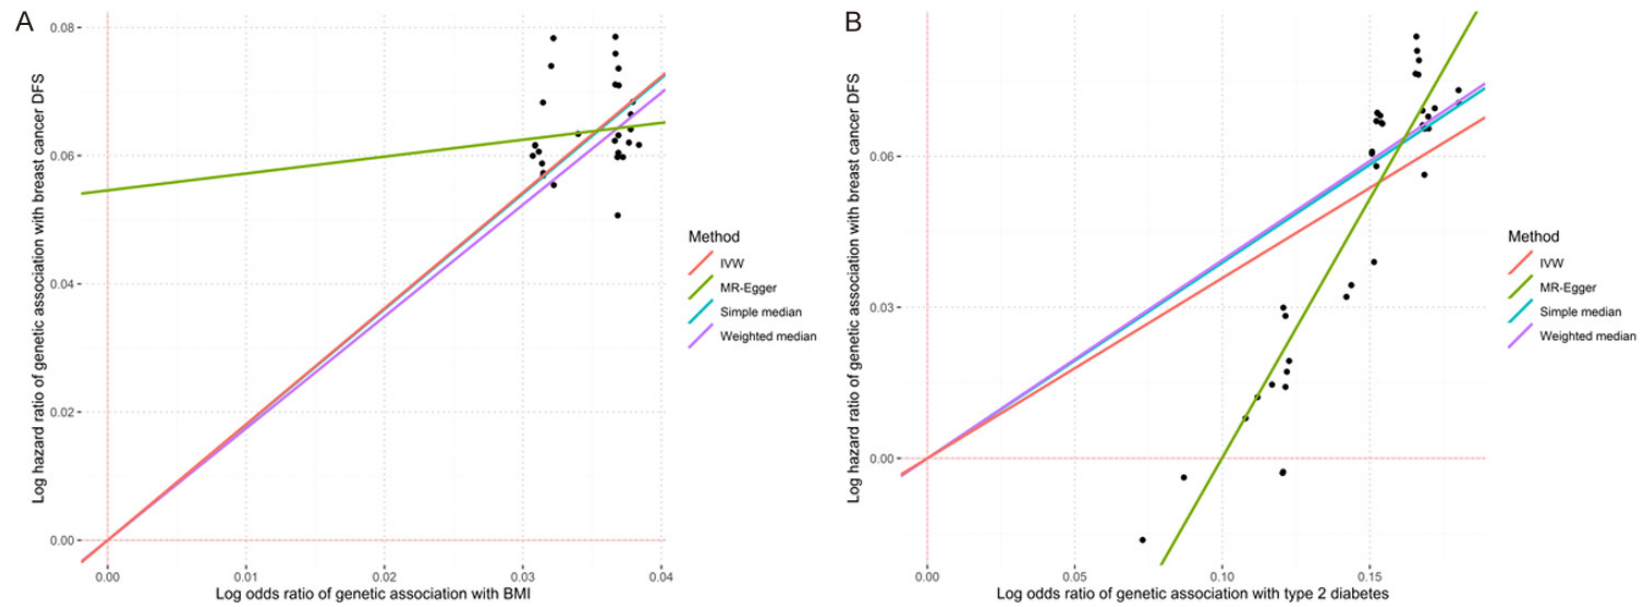 A
Log hazard ratio of genetic association with breast cancer DFS
0.08
0.06
0.04
0.02
0.00
0.00 0.01 0.02 0.03 0.04
Log odds ratio of genetic association with BMI
Method
IVW
MR-Egger
Simple median
Weighted median
B
Log hazard ratio of genetic association with breast cancer DFS
0.06
0.03
0.00
0.00 0.05 0.10 0.15
Log odds ratio of genetic association with type 2 diabetes
Method
IVW
MR-Egger
Simple median
Weighted median